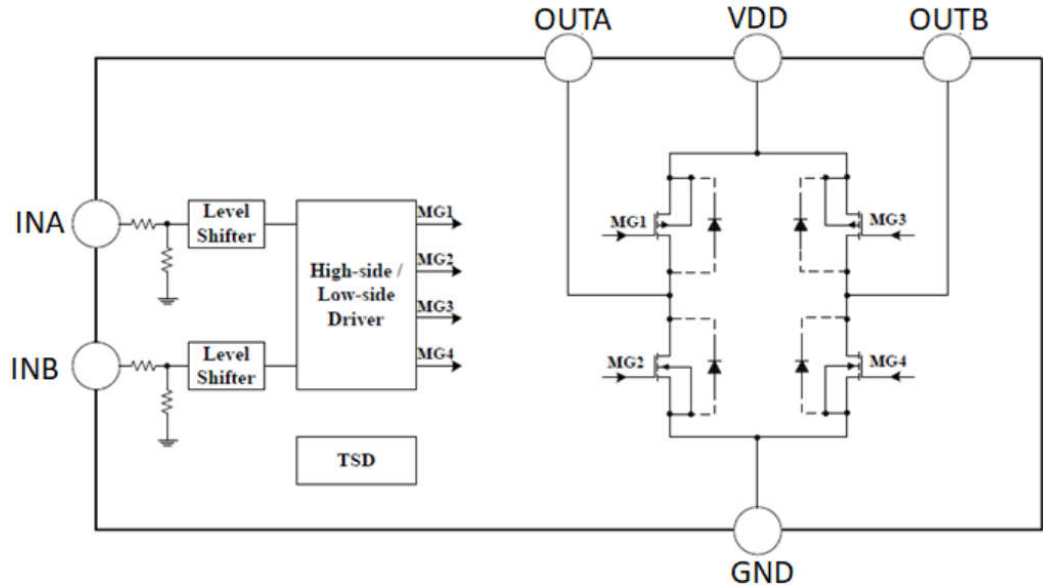 OUTA
VDD
OUTB
INA
Level
Shifter
High-side /
Low-side
Driver
MG1
MG2
MG3
MG4
INB
Level
Shifter
TSD
MG1
MG3
MG2
MG4
GND